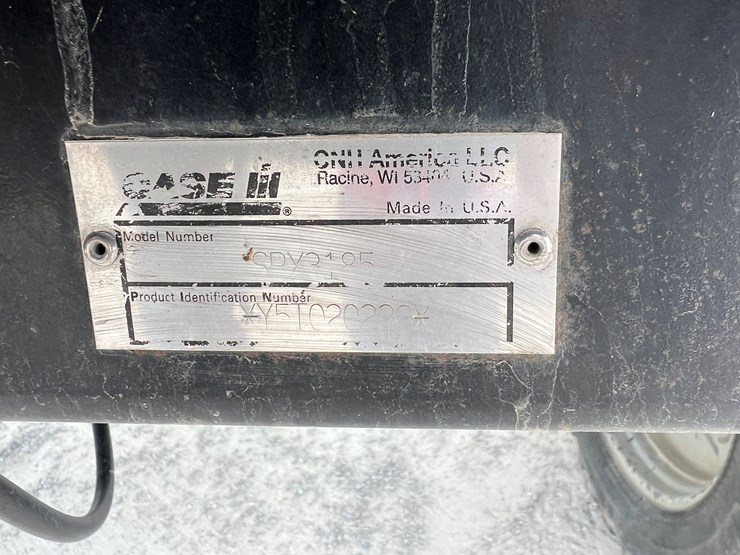 CASE IH®
CNH America LLC
Racine, WI 53404 U.S.A.
Made In U.S.A.
Model Number
Product Identification Number